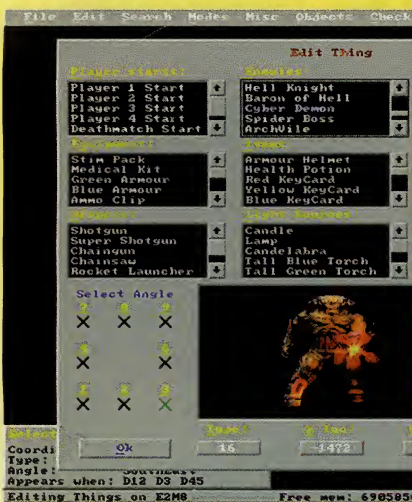 File Edit Search Modes Misc Objects Check
Edit Thing
Player Starts: Enemies
Player 1 Start
Player 2 Start
Player 3 Start
Player 4 Start
Deathmatch Start
Hell Knight
Baron of Hell
Cyber Demon
Spider Boss
ArchVile
Equipment: Items
Stim Pack
Medical Kit
Green Armour
Blue Armour
Ammo Clip
Armour Helmet
Health Potion
Red KeyCard
Yellow KeyCard
Blue KeyCard
Weapons: Light Sources
Shotgun
Super Shotgun
Chaingun
Chainsaw
Rocket Launcher
Candle
Lamp
Candelabra
Tall Blue Torch
Tall Green Torch
Select Angle
Ok
Type:
16
-1472
Select
Coordi
Type:
Angle: SouthEast
Appears when: D12 D3 D45
Editing Things on E2M8 Free mem: 6905850